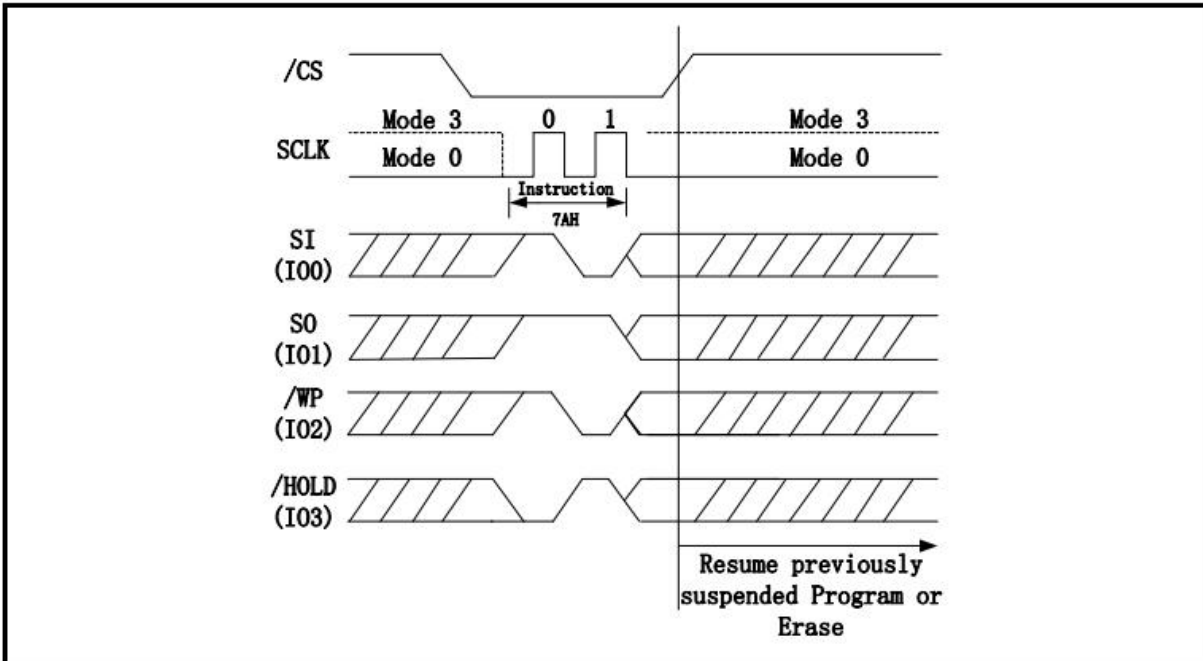 /CS
Mode 3 0 1 Mode 3
SCLK
Mode 0 Mode 0
Instruction
7AH
SI
(IO0)
SO
(IO1)
/WP
(IO2)
/HOLD
(IO3)
Resume previously
suspended Program or
Erase